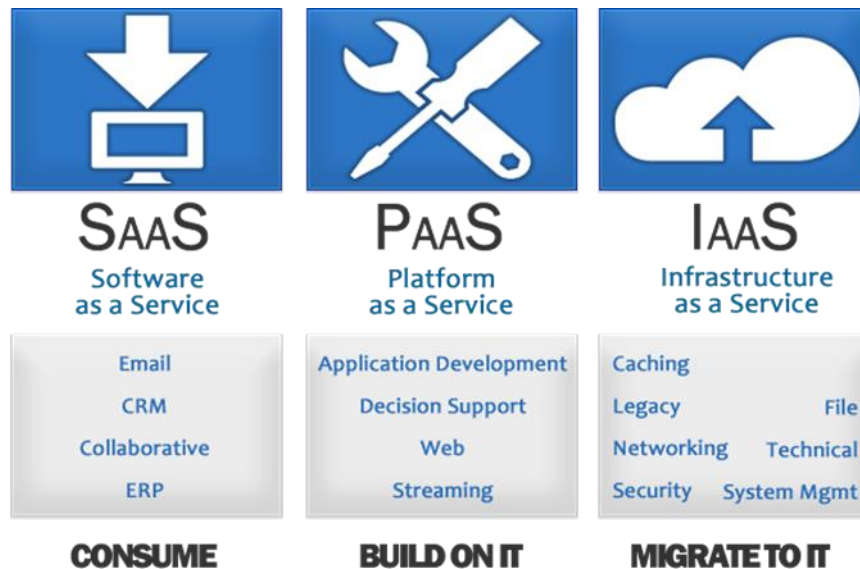 SAAS
Software
as a Service
Email
CRM
Collaborative
ERP
CONSUME
PAAS
Platform
as a Service
Application Development
Decision Support
Web
Streaming
BUILD ON IT
IAAS
Infrastructure
as a Service
Caching
Legacy File
Networking Technical
Security System Mgmt
MIGRATE TO IT